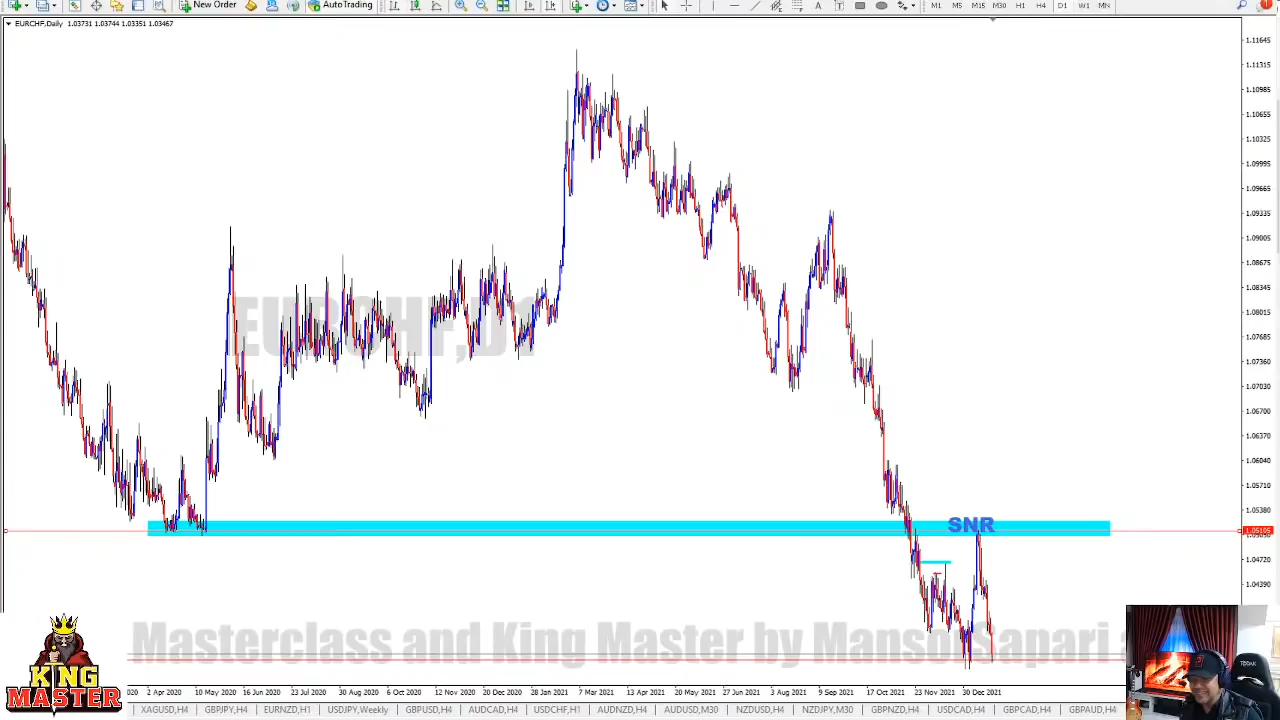 New Order
AutoTrading
M1 M5 M15 M30 H1 H4 D1 W1 MN
EURCHF,Daily 1.03731 1.03744 1.03351 1.03467
1.11645
1.11315
1.10985
1.10655
1.10325
1.09995
1.09665
1.09335
1.09005
1.08675
1.08345
1.08015
1.07685
1.07360
1.07030
1.06700
1.06370
1.06040
1.05710
1.05380
1.05105
1.04720
1.04390
EURCHF,D1
SNR
Masterclass and King Master by Mansor Sapari
KING
MASTER
2020 2 Apr 2020 10 May 2020 16 Jun 2020 23 Jul 2020 30 Aug 2020 6 Oct 2020 12 Nov 2020 20 Dec 2020 28 Jan 2021 7 Mar 2021 13 Apr 2021 20 May 2021 27 Jun 2021 3 Aug 2021 9 Sep 2021 17 Oct 2021 23 Nov 2021 30 Dec 2021
XAGUSD,H4 GBPJPY,H4 EURNZD,H1 USDJPY,Weekly GBPUSD,H4 AUDCAD,H4 USDCHF,H1 AUDNZD,H4 AUDUSD,M30 NZDUSD,H4 NZDJPY,M30 GBPNZD,H4 USDCAD,H4 GBPCAD,H4 GBPAUD,H4